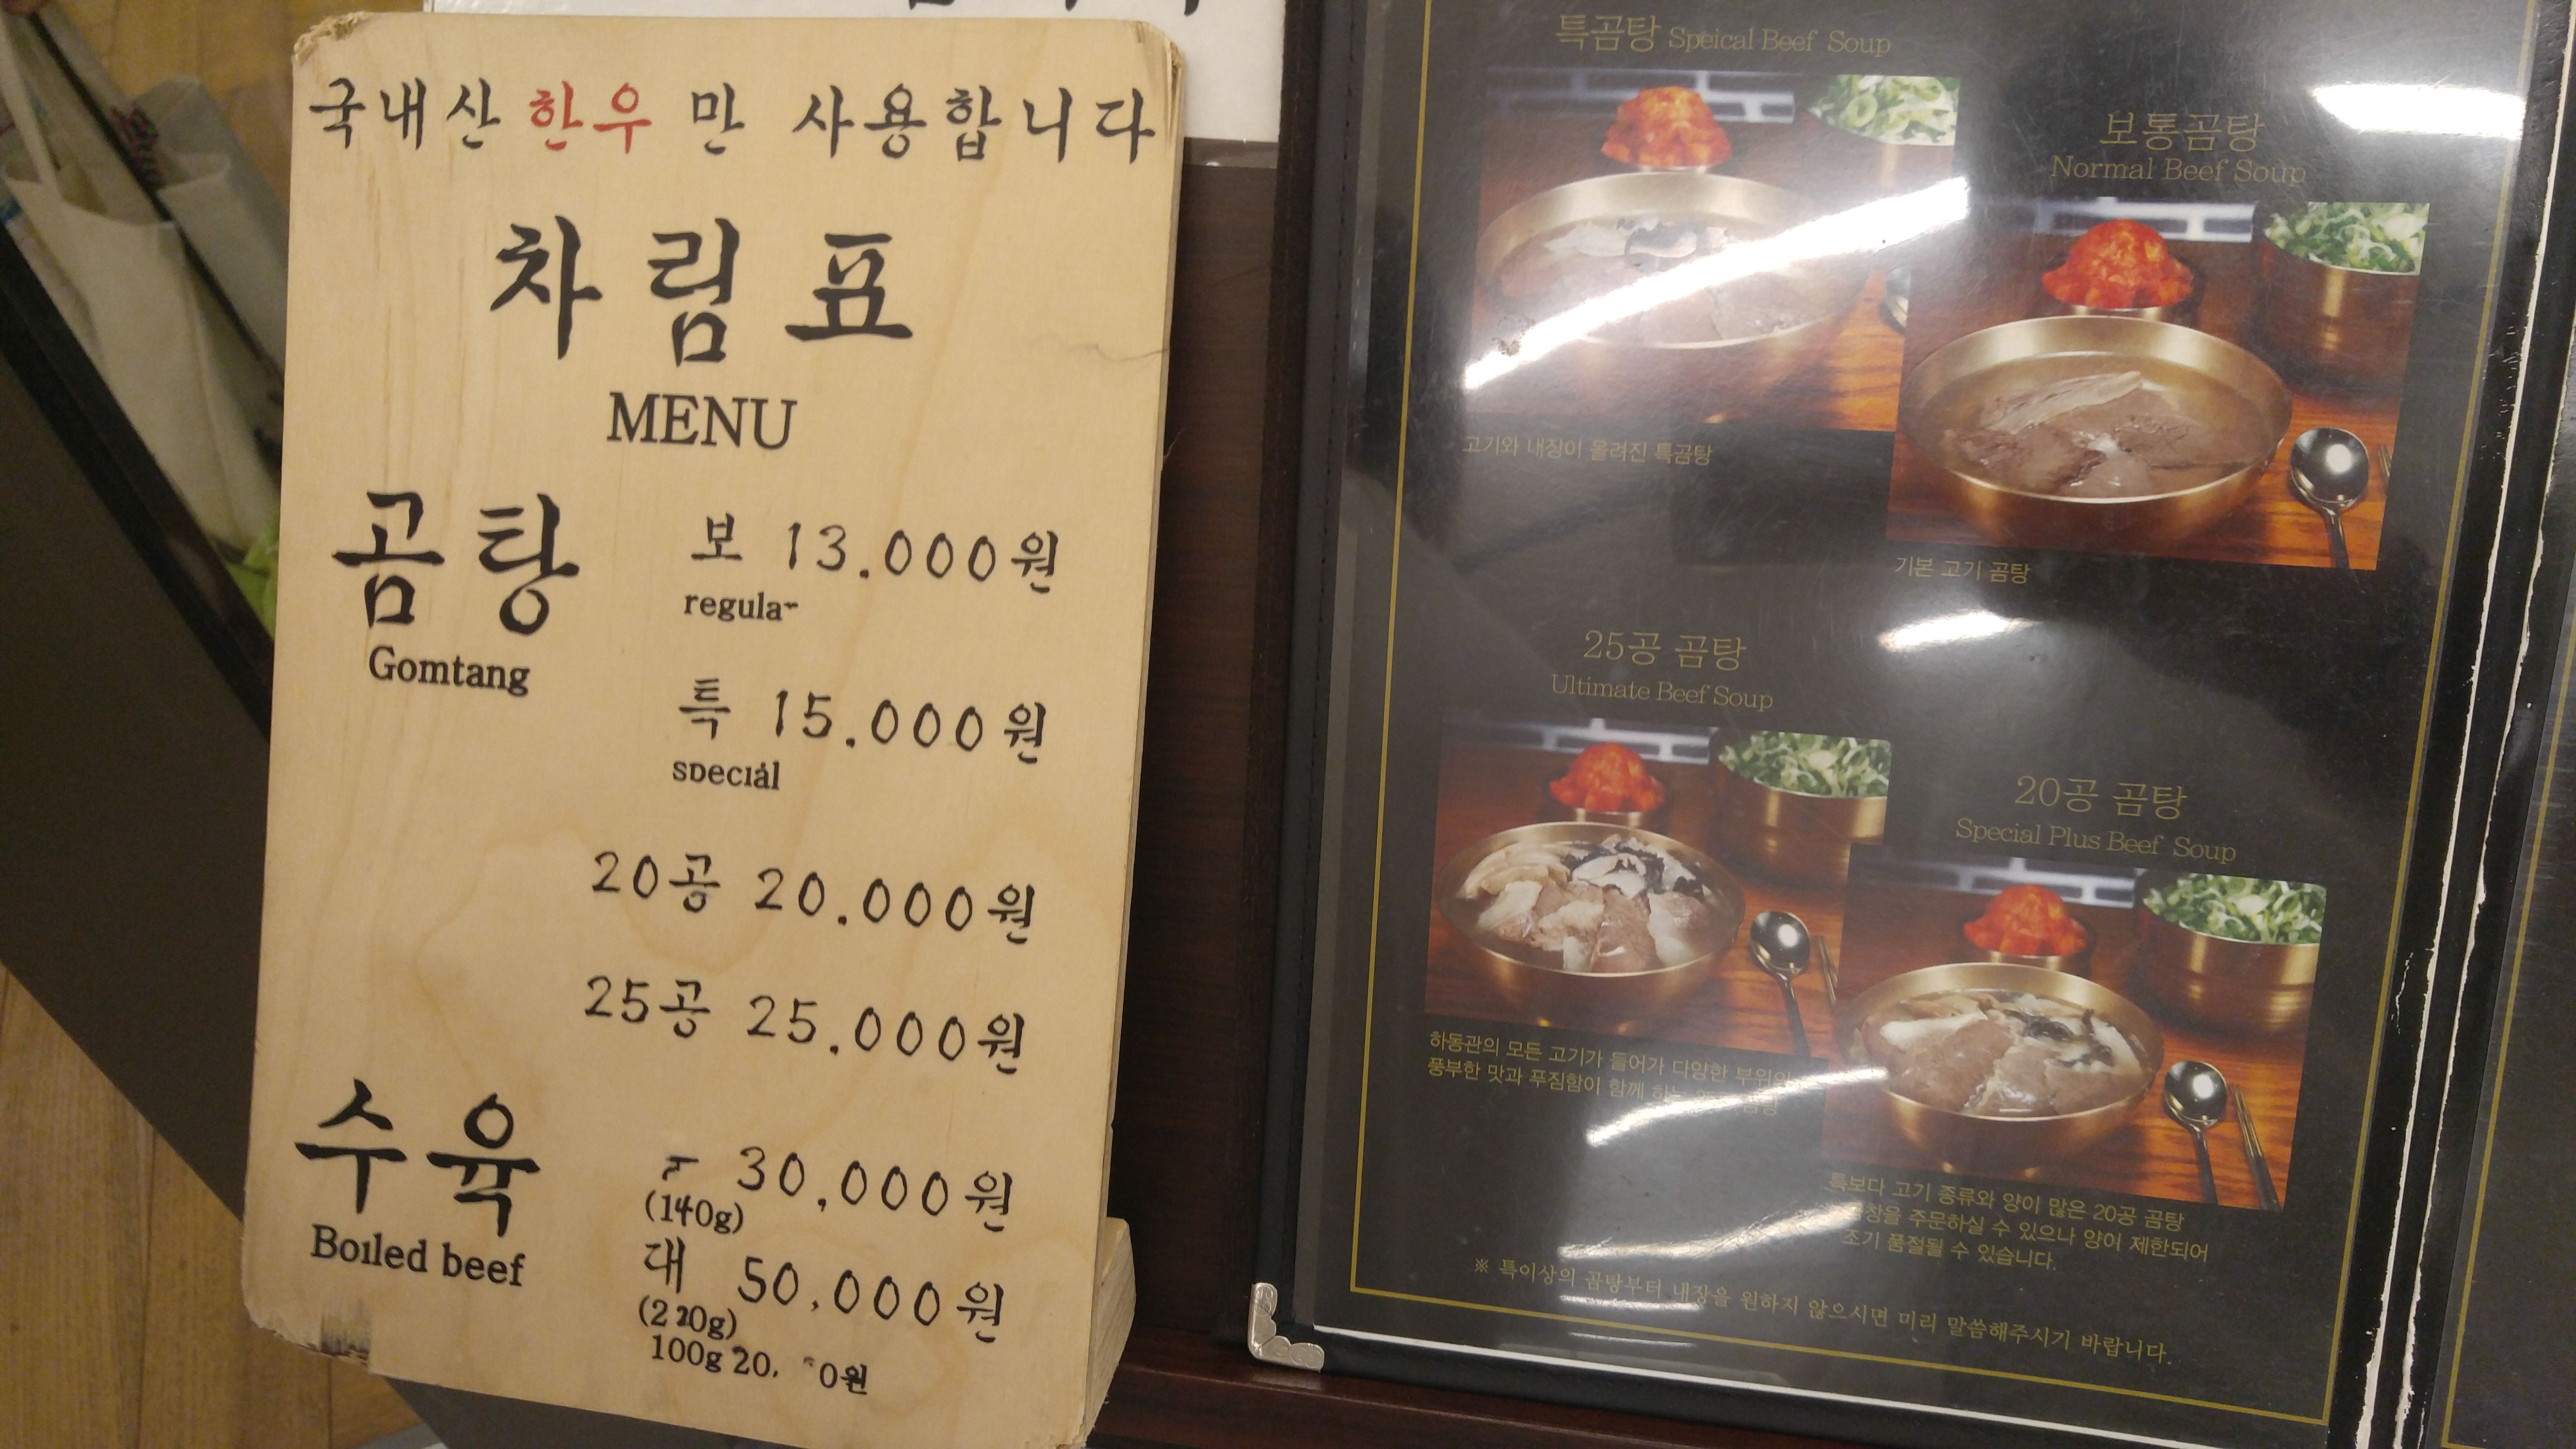 국내산 한우 만 사용합니다
차림표
MENU
곰탕
Gomtang
보 13.000원
regular
특 15.000원
special
20공 20.000원
25공 25.000원
수육
Boiled beef
30,000원
(140g)
대 50,000원
100g 20.
특곰탕 Speical Beef Soup
고기와 내장이 올려진 특곰탕
보통곰탕
Normal Beef Soup
기본 고기 곰탕
25공 곰탕
Ultimate Beef Soup
하동관의 모든 고기가 들어가 다양한
풍부한 맛과 푸짐함이 함께 곰탕
20공 곰탕
Special Plus Beef Soup
특보다 고기 종류와 양이 많은 20공 곰탕
주문하실 수 있으나 양이 제한되어
조기 품절될 수 있습니다.
※ 특이상의 곰탕부터 내장을 원하지 않으시면 미리 말씀해주시기 바랍니다.